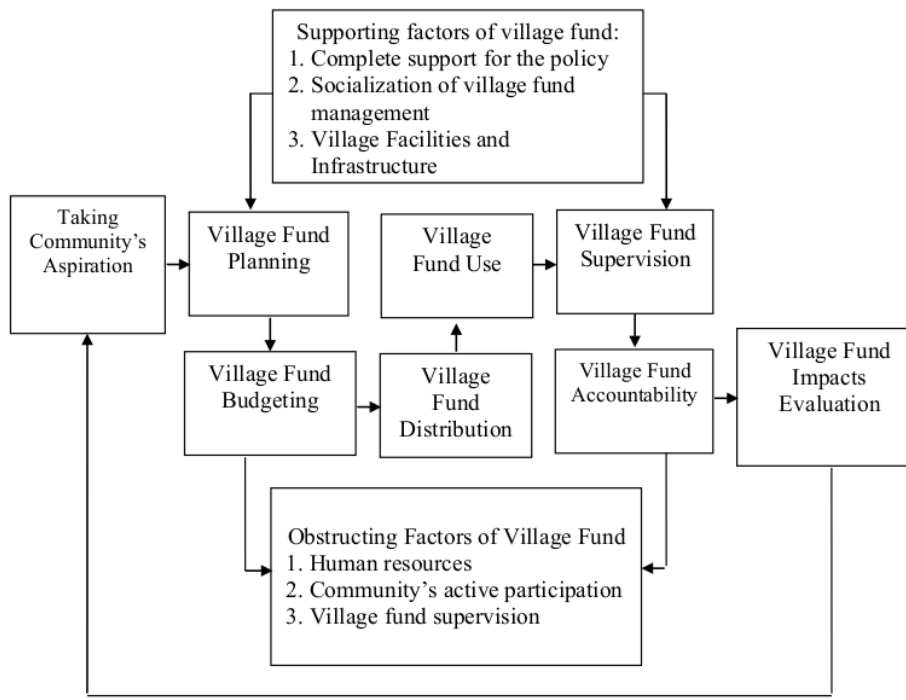 Supporting factors of village fund:
1. Complete support for the policy
2. Socialization of village fund
management
3. Village Facilities and
Infrastructure
Taking
Community's
Aspiration
Village Fund
Planning
Village
Fund Use
Village Fund
Supervision
Village Fund
Budgeting
Village
Fund
Distribution
Village Fund
Accountability
Village Fund
Impacts
Evaluation
Obstructing Factors of Village Fund
1. Human resources
2. Community's active participation
3. Village fund supervision